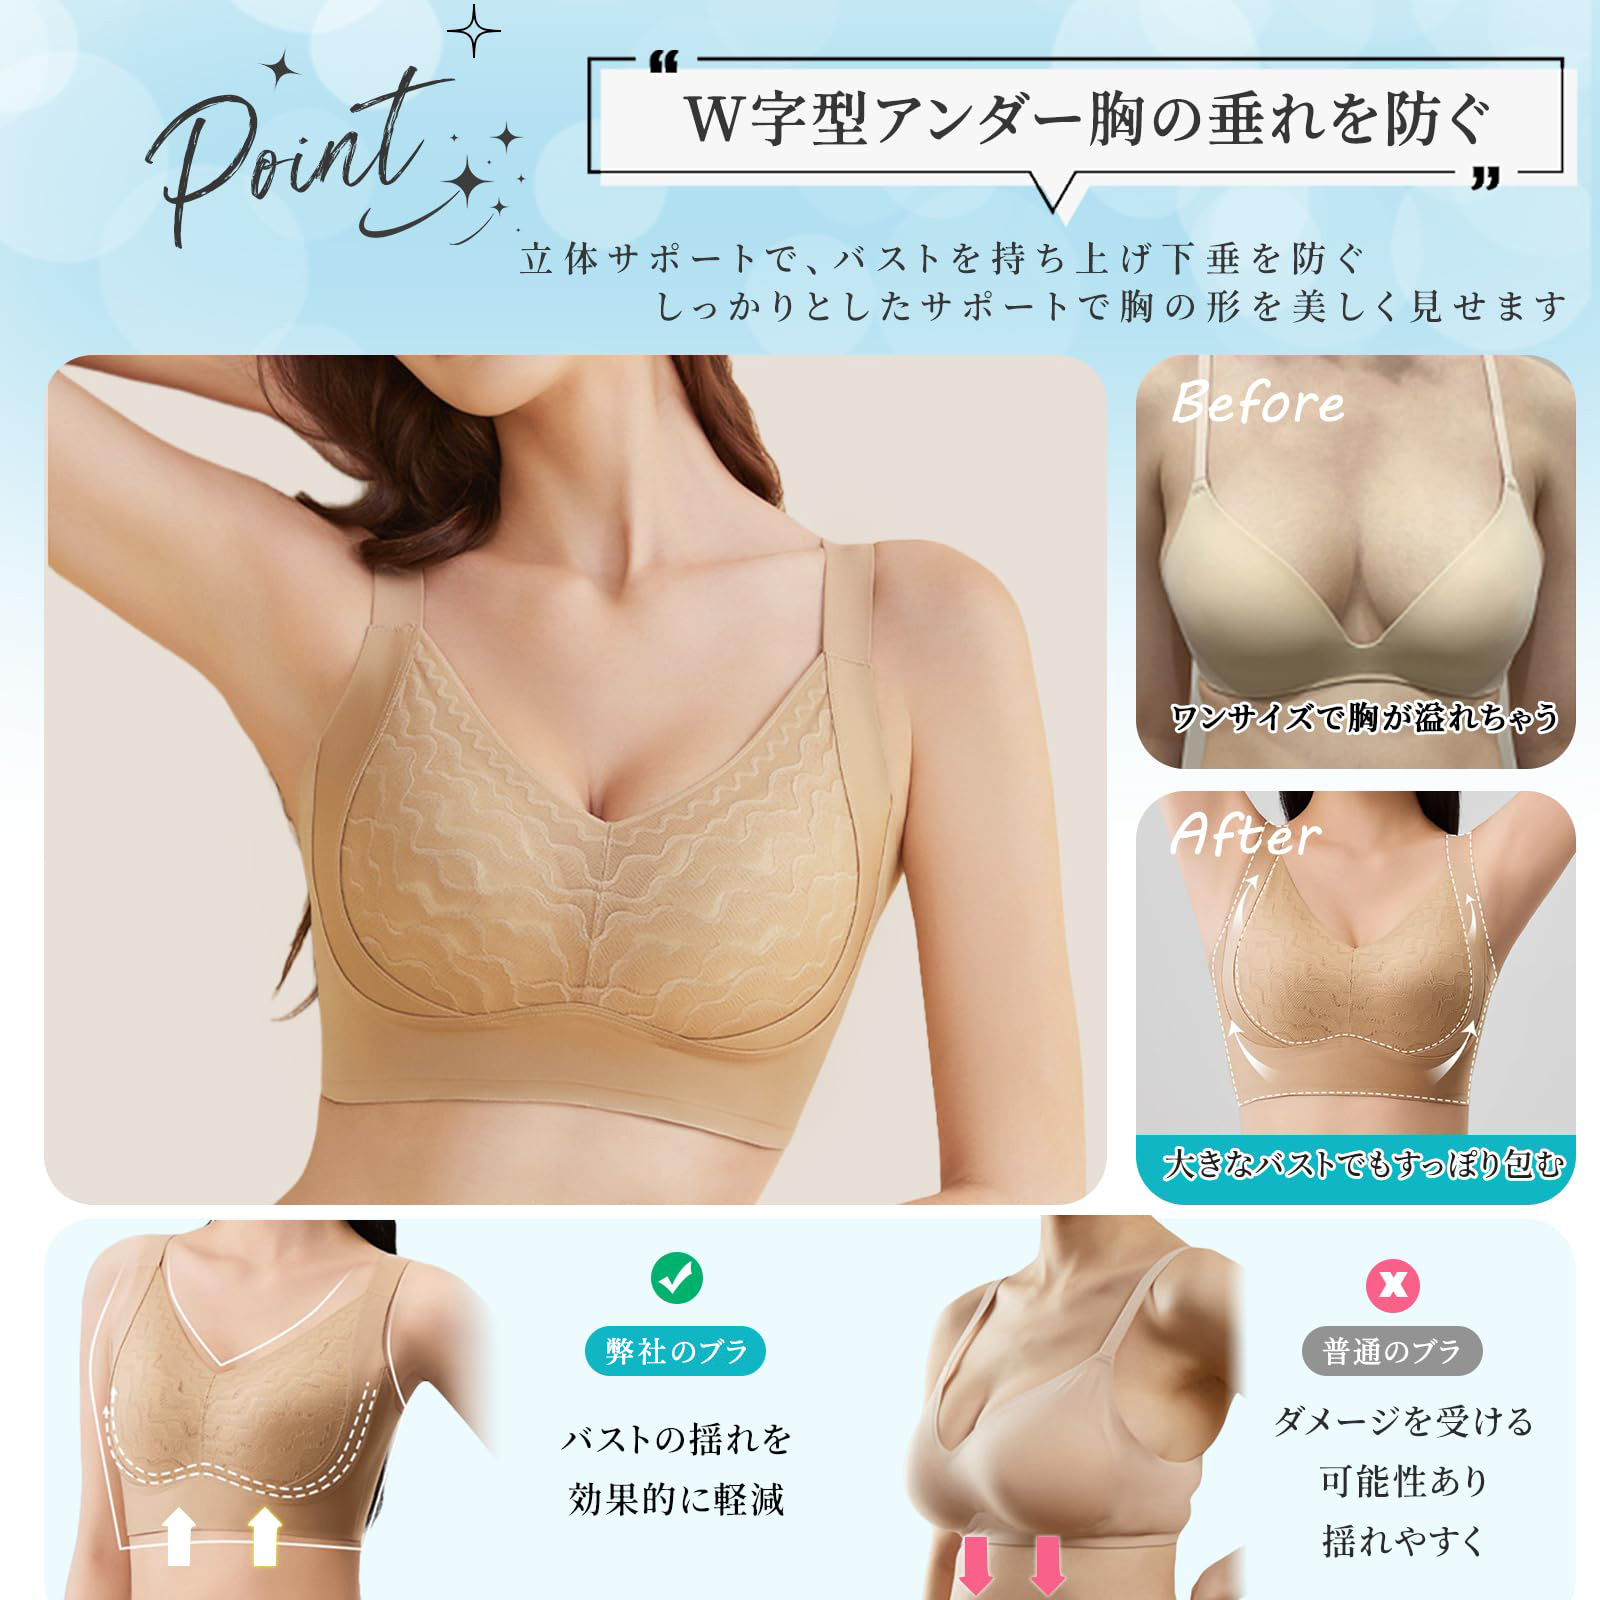 Point
W字型アンダー胸の垂れを防ぐ
立体サポートで、バストを持ち上げ下垂を防ぐ
しっかりとしたサポートで胸の形を美しく見せます
Before
ワンサイズで胸が溢れちゃう
After
大きなバストでもすっぽり包む
弊社のブラ
バストの揺れを
効果的に軽減
普通のブラ
ダメージを受ける
可能性あり
揺れやすく